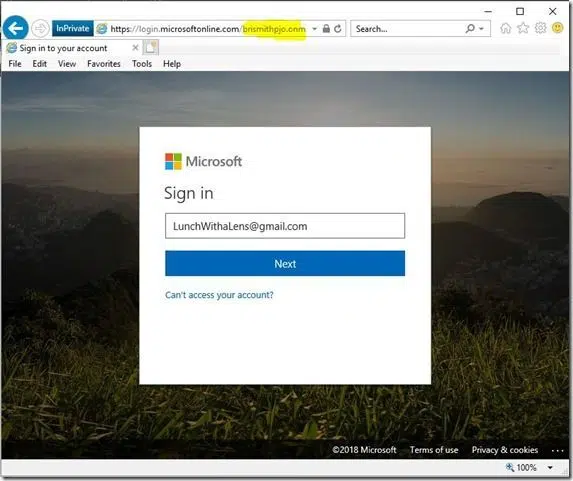 InPrivate https://login.microsoftonline.com/bnsmithpjo.onm Search...
Sign in to your account
File Edit View Favorites Tools Help
Microsoft
Sign in
LunchWithaLens@gmail.com
Next
Can't access your account?
©2018 Microsoft Terms of use Privacy & cookies ...
100%